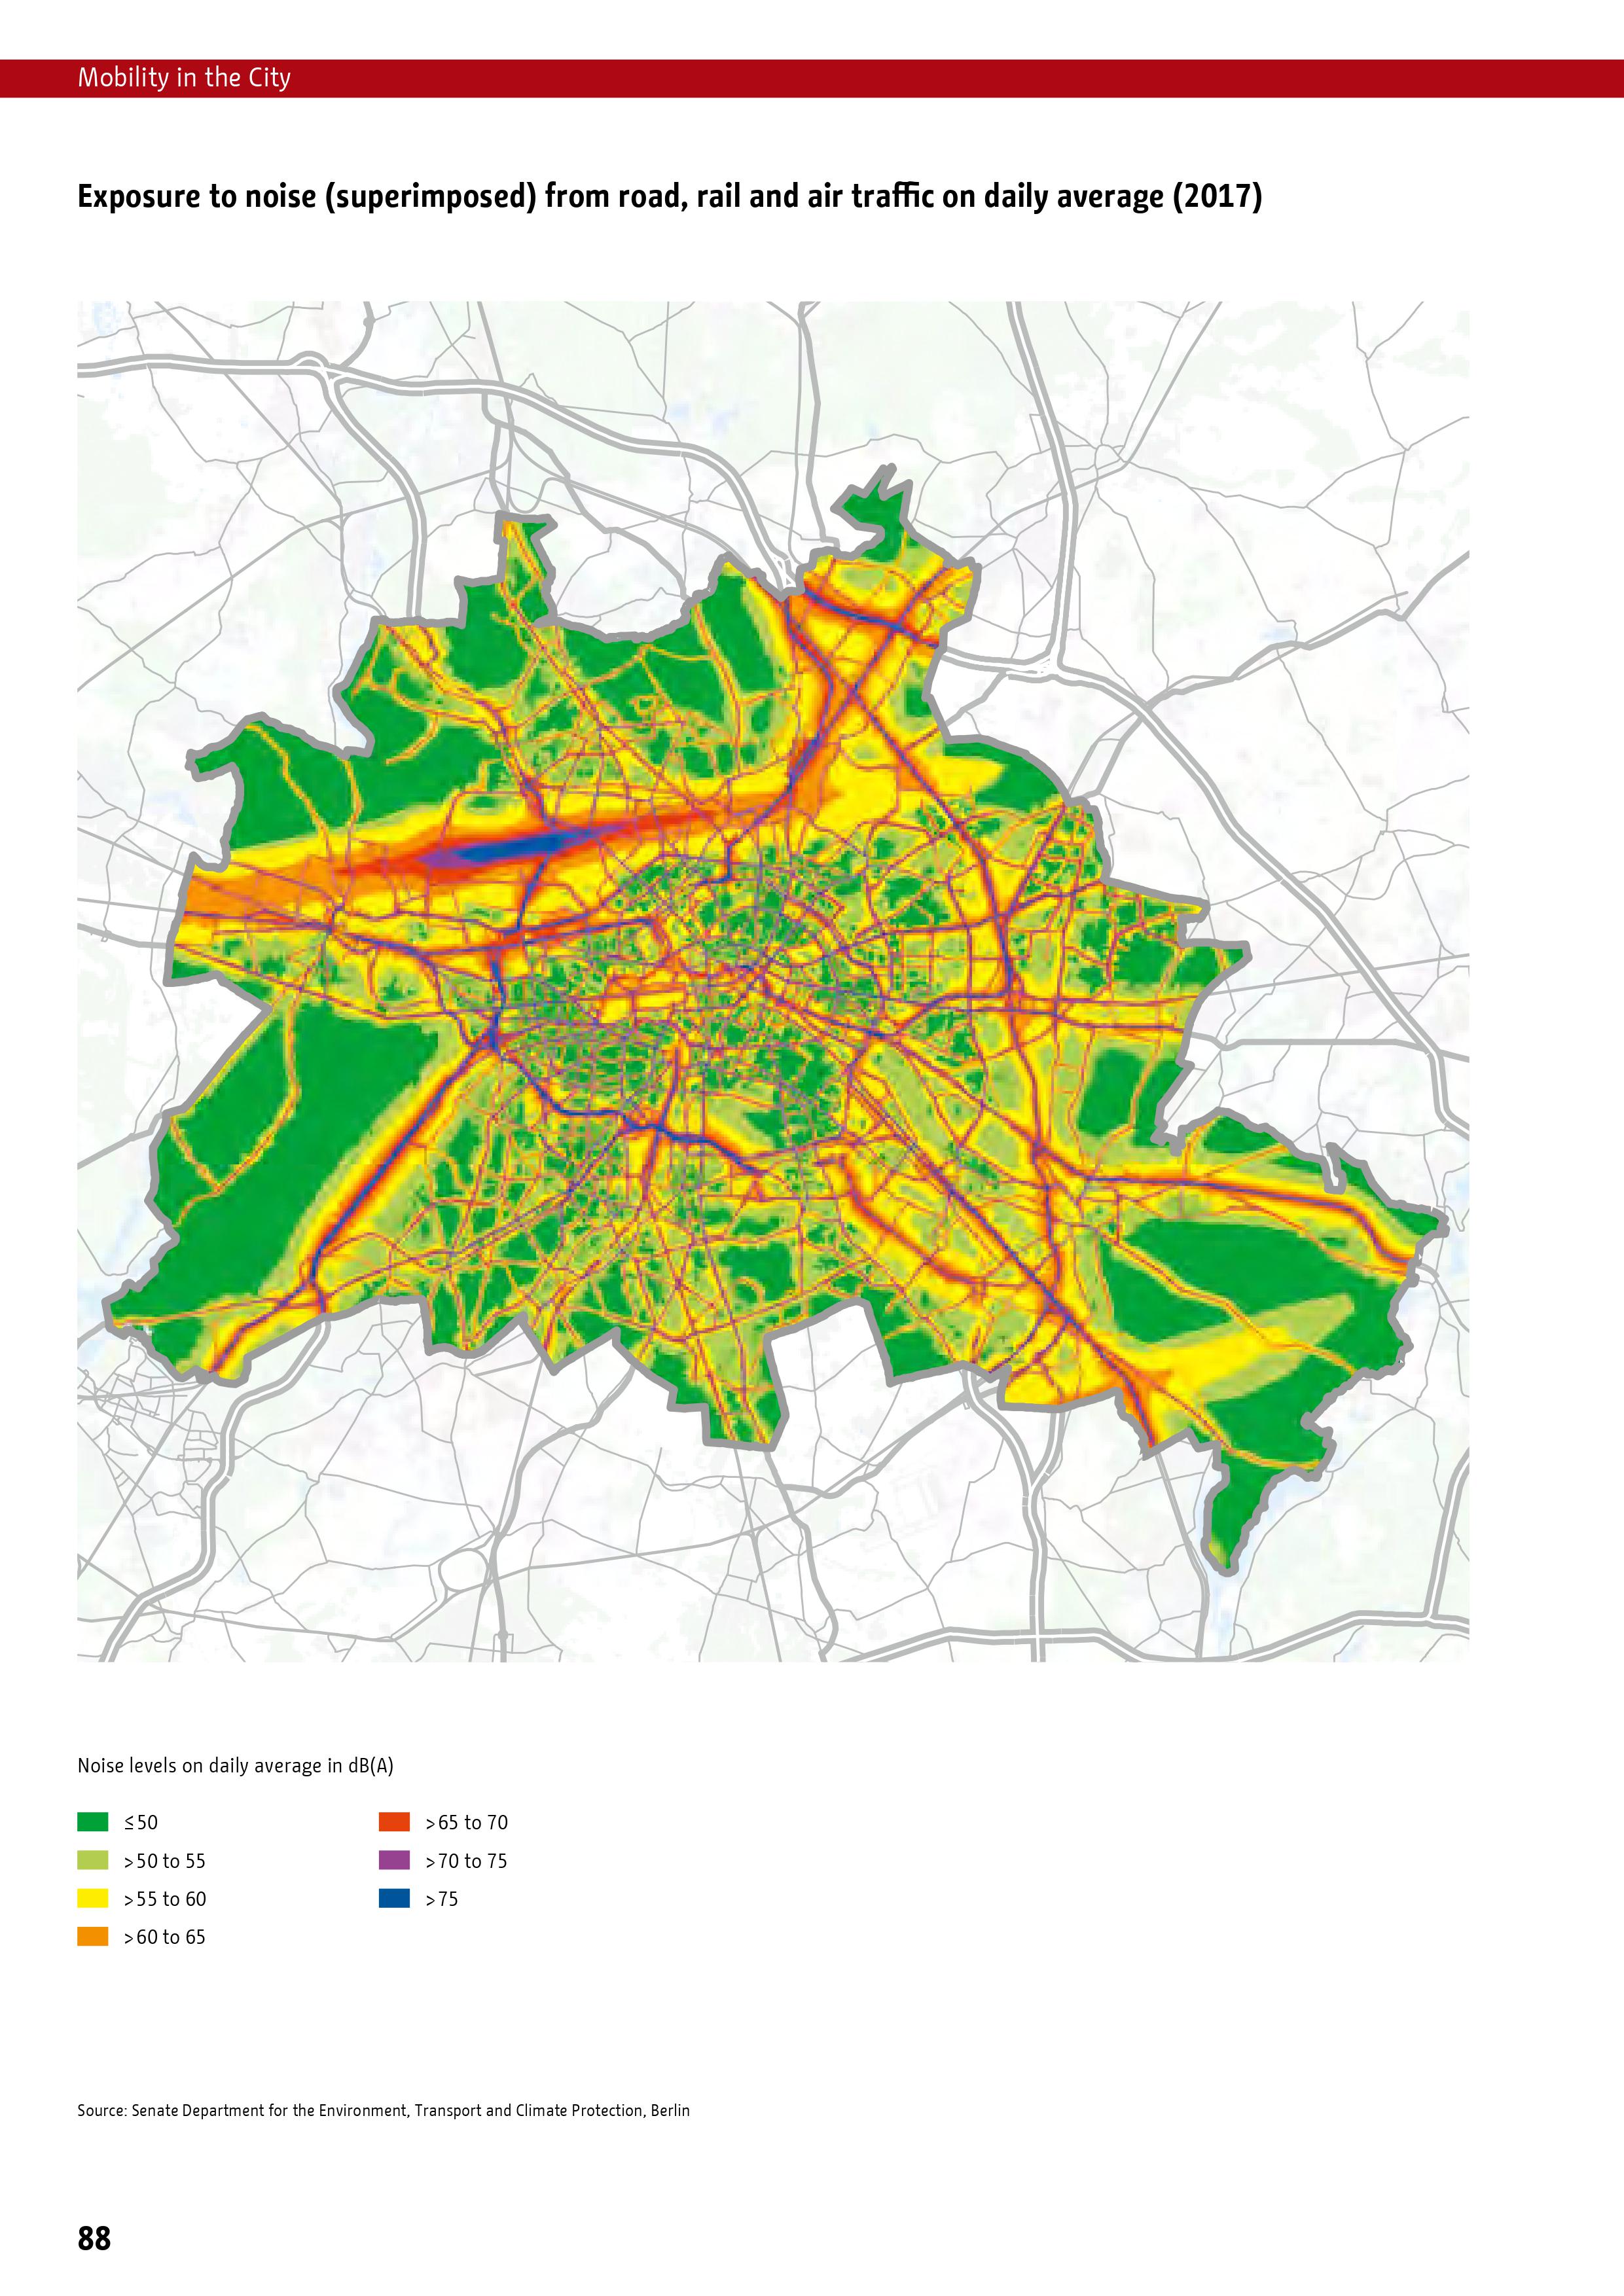 Mobility in the City
Exposure to noise (superimposed) from road, rail and air traffic on daily average (2017)
Noise levels on daily average in dB(A)
≤ 50
> 50 to 55
> 55 to 60
> 60 to 65
> 65 to 70
> 70 to 75
> 75
Source: Senate Department for the Environment, Transport and Climate Protection, Berlin
88